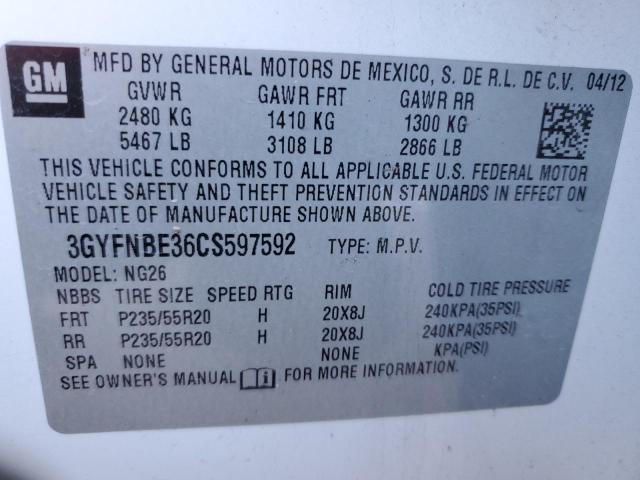 GM MFD BY GENERAL MOTORS DE MEXICO, S. DE R.L. DE C.V. 04/12
GVWR GAWR FRT GAWR RR
2480 KG 1410 KG 1300 KG
5467 LB 3108 LB 2866 LB
THIS VEHICLE CONFORMS TO ALL APPLICABLE U.S. FEDERAL MOTOR
VEHICLE SAFETY AND THEFT PREVENTION STANDARDS IN EFFECT ON
THE DATE OF MANUFACTURE SHOWN ABOVE.
3GYFNBE36CS597592 TYPE: M.P.V.
MODEL: NG26
NBBS TIRE SIZE SPEED RTG RIM COLD TIRE PRESSURE
FRT P235/55R20 H 20X8J 240KPA(35PSI)
RR P235/55R20 H 20X8J 240KPA(35PSI)
SPA NONE NONE KPA(PSI)
SEE OWNER'S MANUAL i FOR MORE INFORMATION.